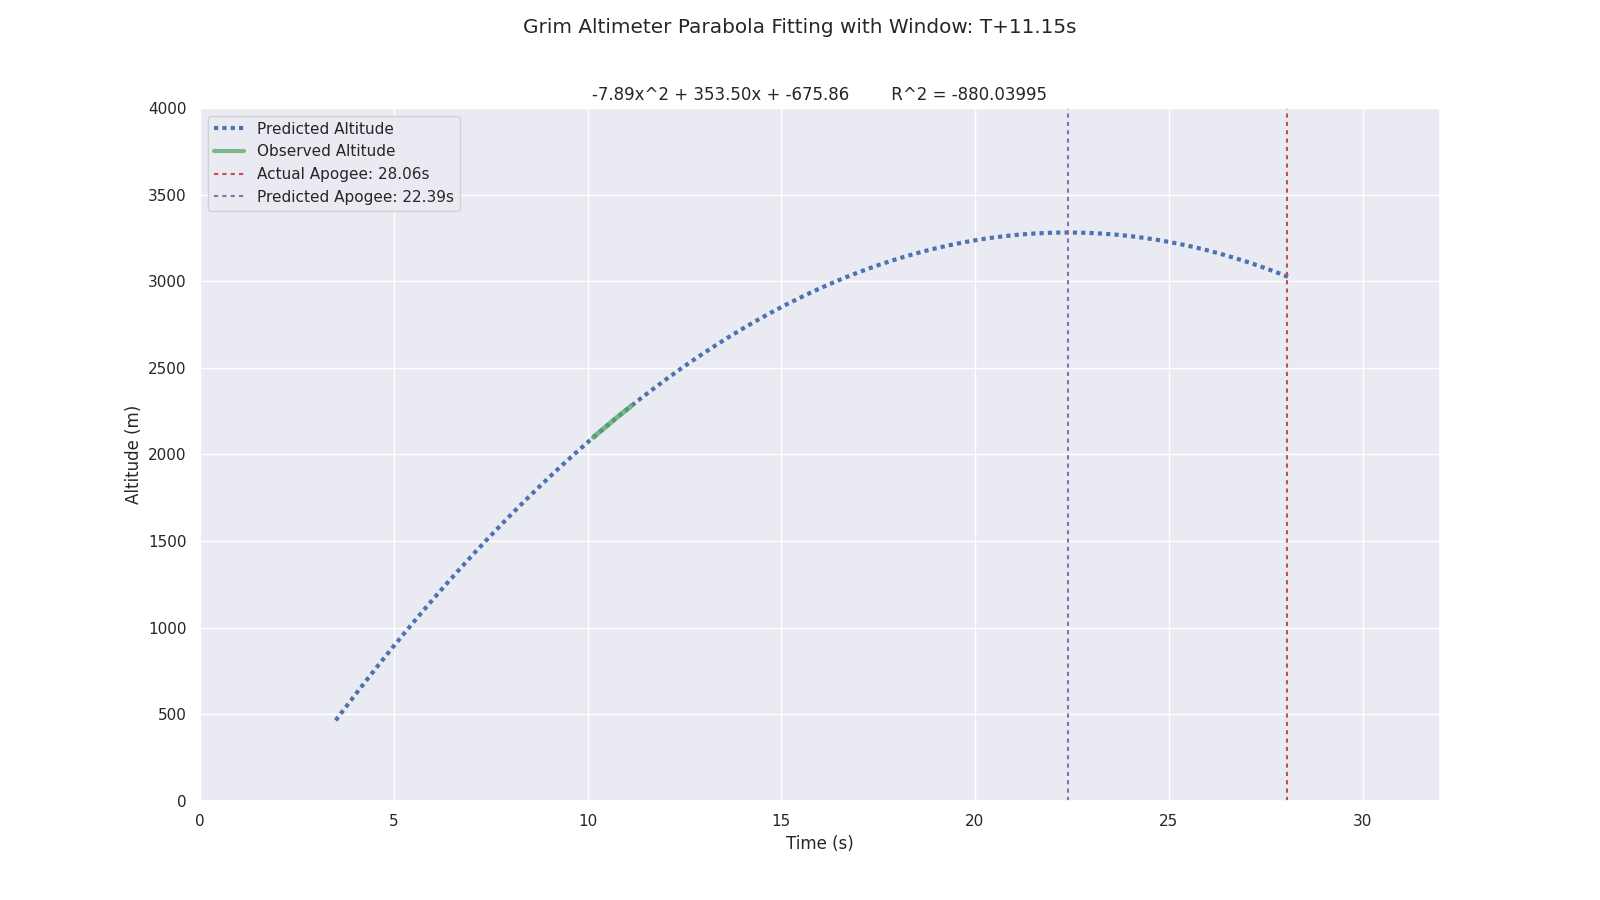 Grim Altimeter Parabola Fitting with Window: T+11.15s
-7.89x^2 + 353.50x + -675.86 R^2 = -880.03995
Predicted Altitude
Observed Altitude
Actual Apogee: 28.06s
Predicted Apogee: 22.39s
Altitude (m)
4000
3500
3000
2500
2000
1500
1000
500
0
0 5 10 15 20 25 30
Time (s)